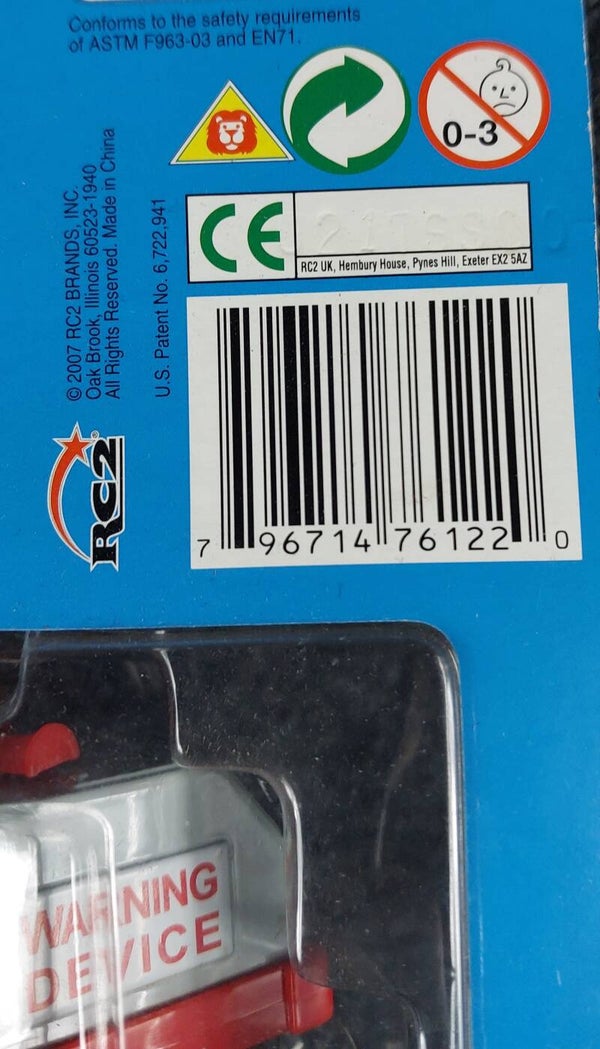 Conforms to the safety requirements
of ASTM F963-03 and EN71.
0-3
CE
RC2 UK, Hembury House, Pynes Hill, Exeter EX2 5AZ
© 2007 RC2 BRANDS, INC.
Oak Brook, Illinois 60523-1940
All Rights Reserved. Made in China
U.S. Patent No. 6,722,941
RC2®
7 96714 76122 0
WARNING
DEVICE